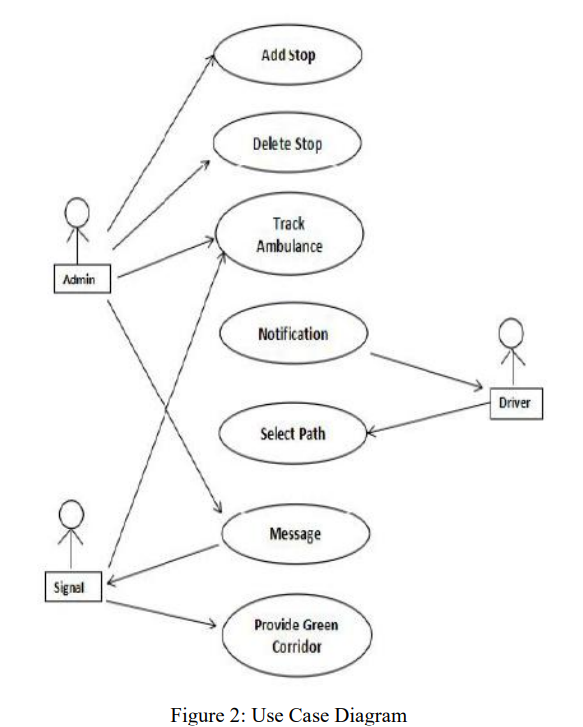 Add Stop
Delete Stop
Track
Ambulance
Admin
Notification
Driver
Select Path
Message
Signal
Provide Green
Corridor
Figure 2: Use Case Diagram